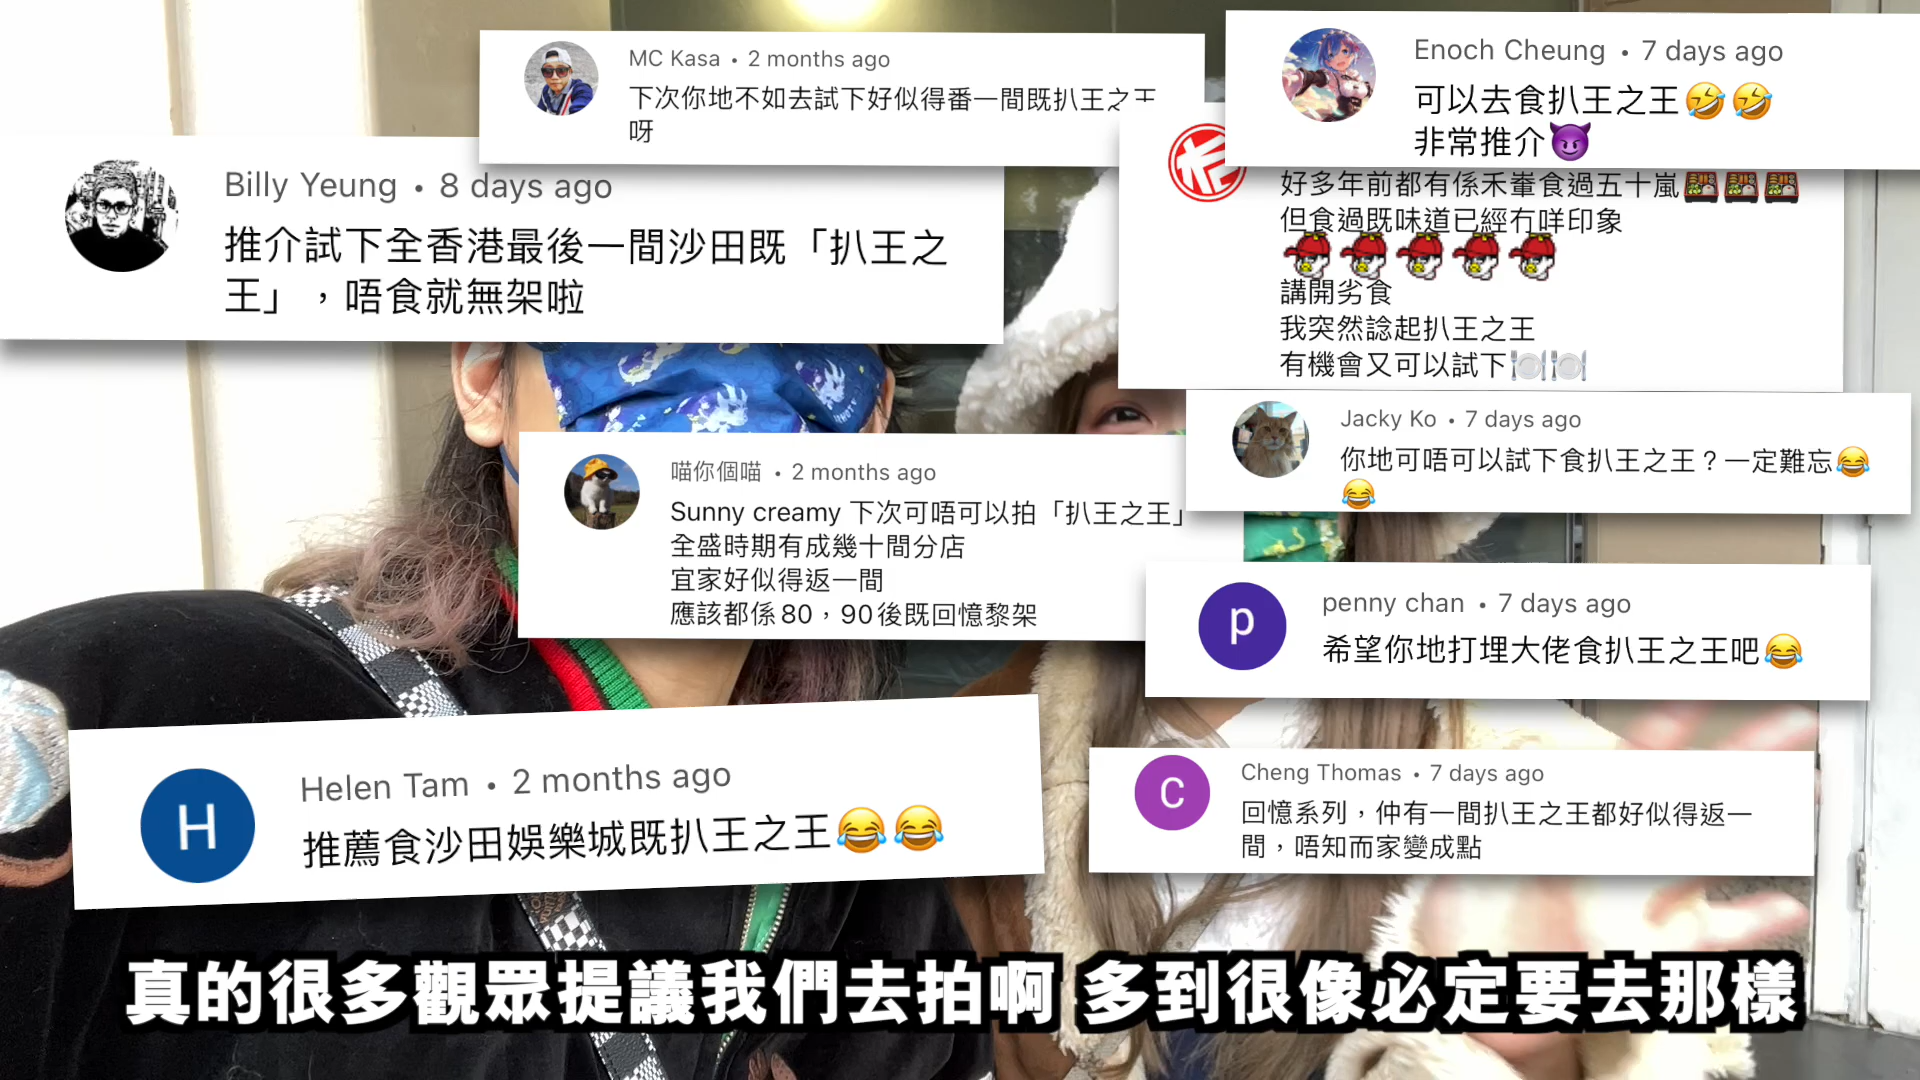 MC Kasa • 2 months ago
下次你地不如去試下好似得番一間既扒王之王
呀
Enoch Cheung • 7 days ago
可以去食扒王之王🤣🤣
非常推介😈
Billy Yeung • 8 days ago
推介試下全香港最後一間沙田既「扒王之
王」，唔食就無架啦
好多年前都有係禾輋食過五十嵐🍱🍱🍱
但食過既味道已經冇咩印象
講開劣食
我突然諗起扒王之王
有機會又可以試下🍽️🍽️
Jacky Ko • 7 days ago
你地可唔可以試下食扒王之王？一定難忘😂
😂
喵你個喵 • 2 months ago
Sunny creamy 下次可唔可以拍「扒王之王」
全盛時期有成幾十間分店
宜家好似得返一間
應該都係80，90後既回憶黎架
penny chan • 7 days ago
希望你地打埋大佬食扒王之王吧😂
p
Helen Tam • 2 months ago
推薦食沙田娛樂城既扒王之王😂😂
H
Cheng Thomas • 7 days ago
回憶系列，仲有一間扒王之王都好似得返一
間，唔知而家變成點
C
真的很多觀眾提議我們去拍啊 多到很像必定要去那樣